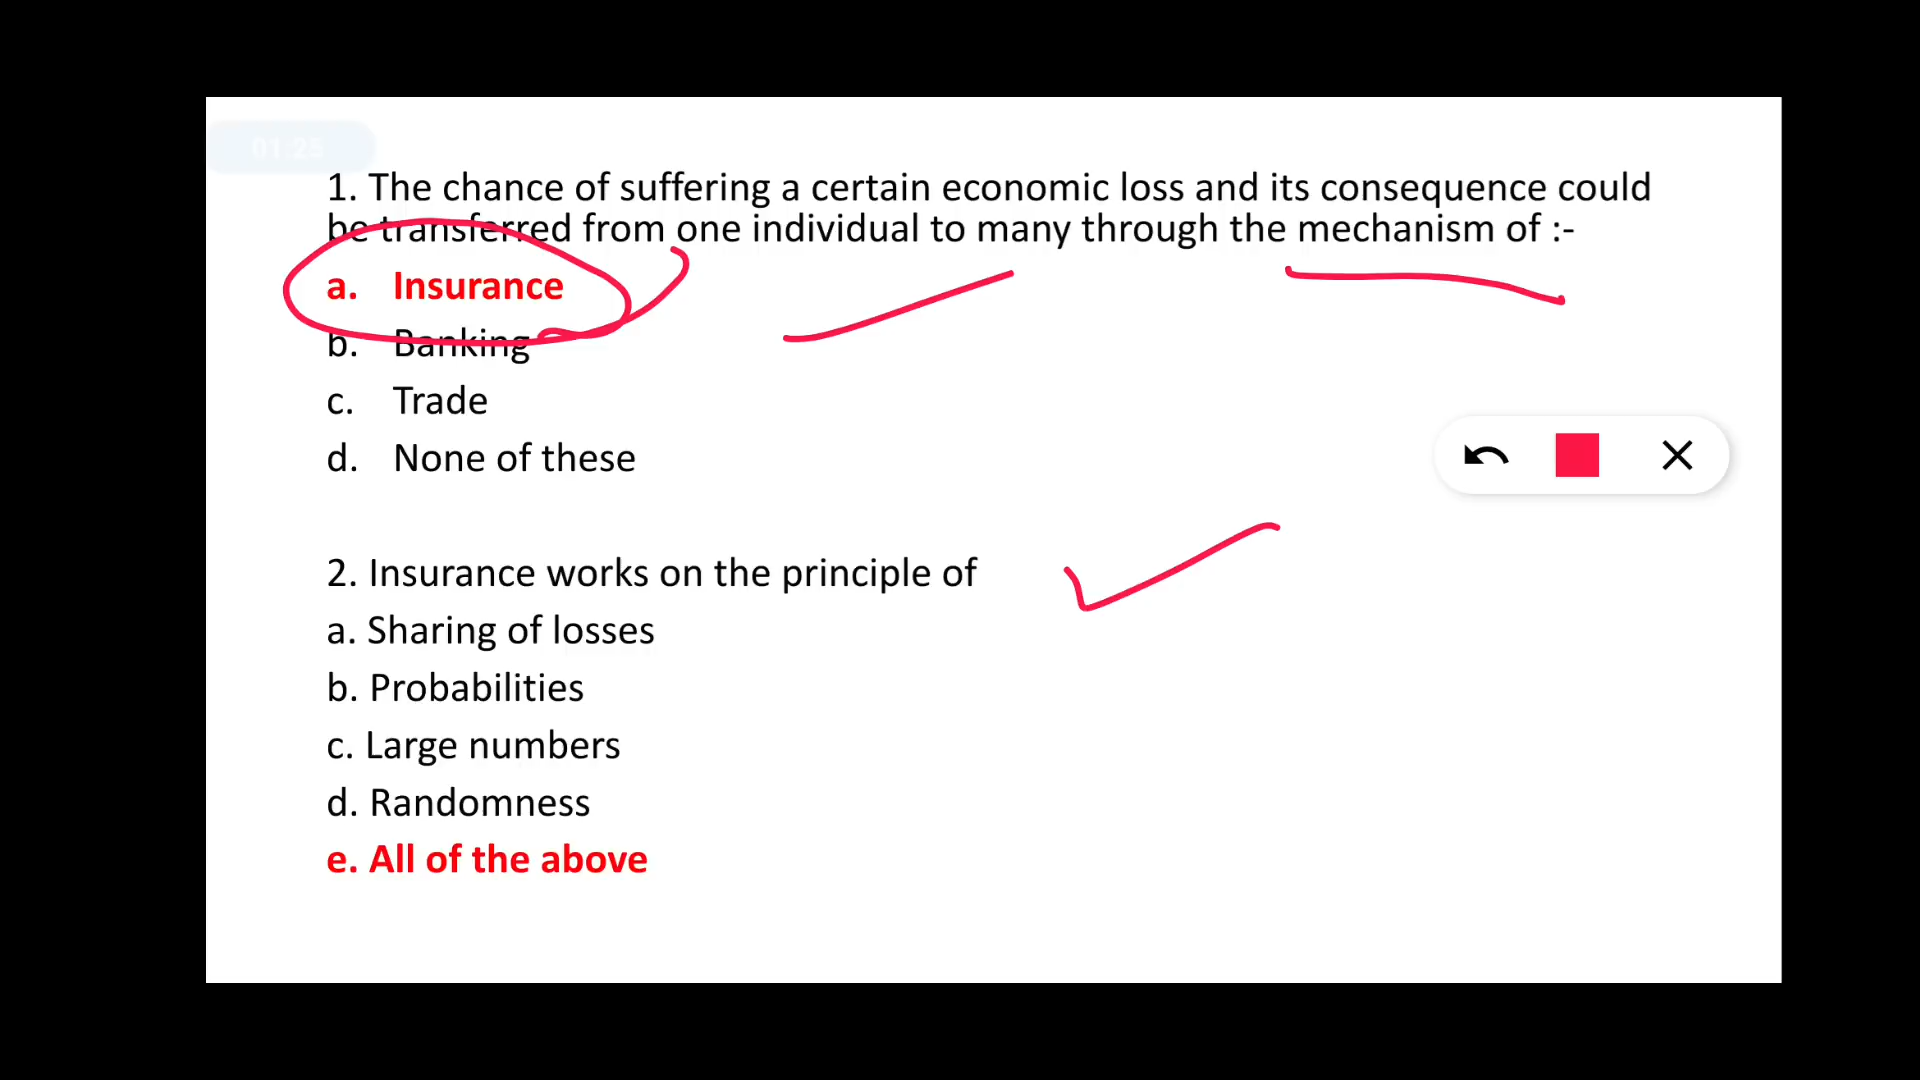 01:25
1. The chance of suffering a certain economic loss and its consequence could
be transferred from one individual to many through the mechanism of :-
a. Insurance
b. Banking
c. Trade
d. None of these
2. Insurance works on the principle of
a. Sharing of losses
b. Probabilities
c. Large numbers
d. Randomness
e. All of the above